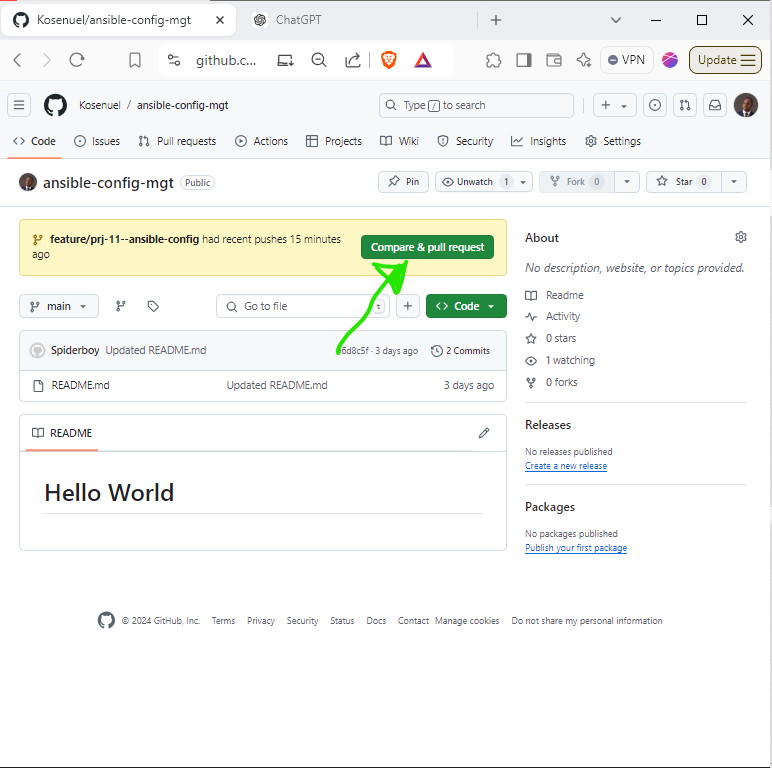 Kosenuel/ansible-config-mgt
ChatGPT
github.c...
VPN
Update
Kosenuel / ansible-config-mgt
Type / to search
Code
Issues
Pull requests
Actions
Projects
Wiki
Security
Insights
Settings
ansible-config-mgt
Public
Pin
Unwatch 1
Fork 0
Star 0
feature/prj-11--ansible-config had recent pushes 15 minutes
ago
Compare & pull request
main
Go to file
t
Code
Spiderboy Updated README.md
6d8c5f · 3 days ago
2 Commits
README.md
Updated README.md
3 days ago
README
Hello World
About
No description, website, or topics provided.
Readme
Activity
0 stars
1 watching
0 forks
Releases
No releases published
Create a new release
Packages
No packages published
Publish your first package
© 2024 GitHub, Inc. Terms Privacy Security Status Docs Contact Manage cookies Do not share my personal information